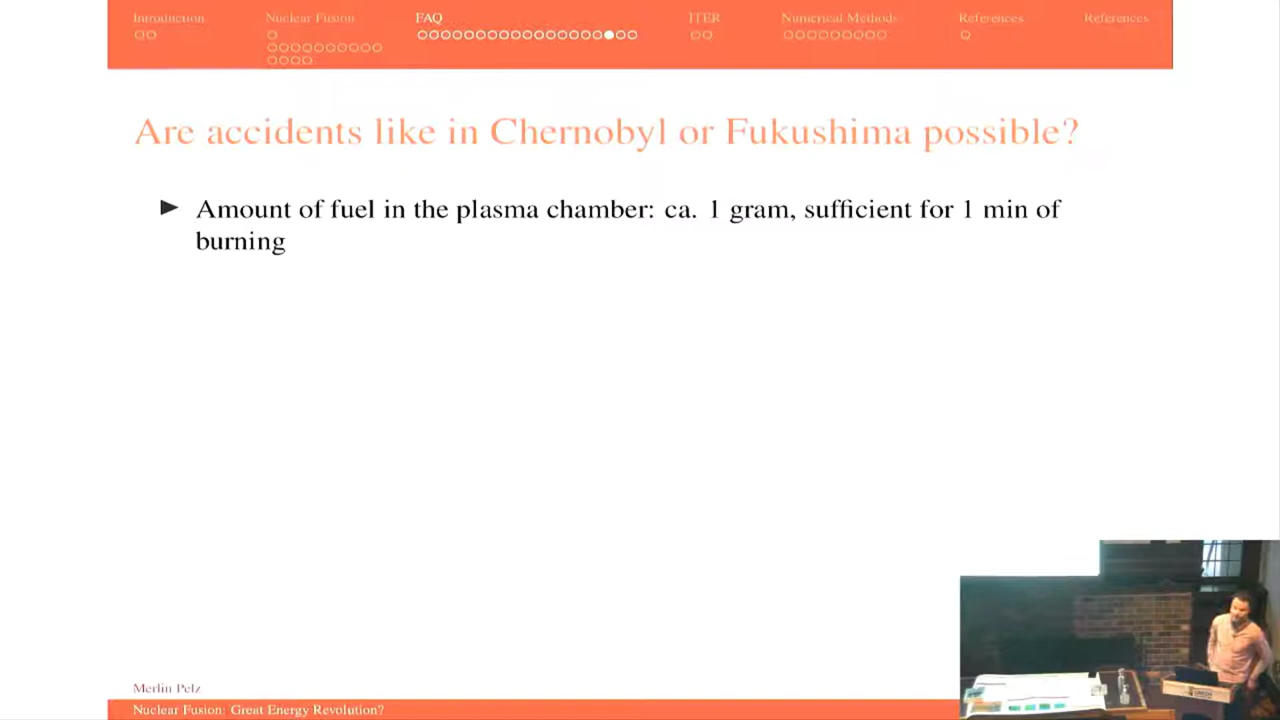 Introduction
Nuclear Fusion
FAQ
ITER
Numerical Methods
References
References
Are accidents like in Chernobyl or Fukushima possible?
Amount of fuel in the plasma chamber: ca. 1 gram, sufficient for 1 min of
burning
Merlin Pelz
Nuclear Fusion: Great Energy Revolution?